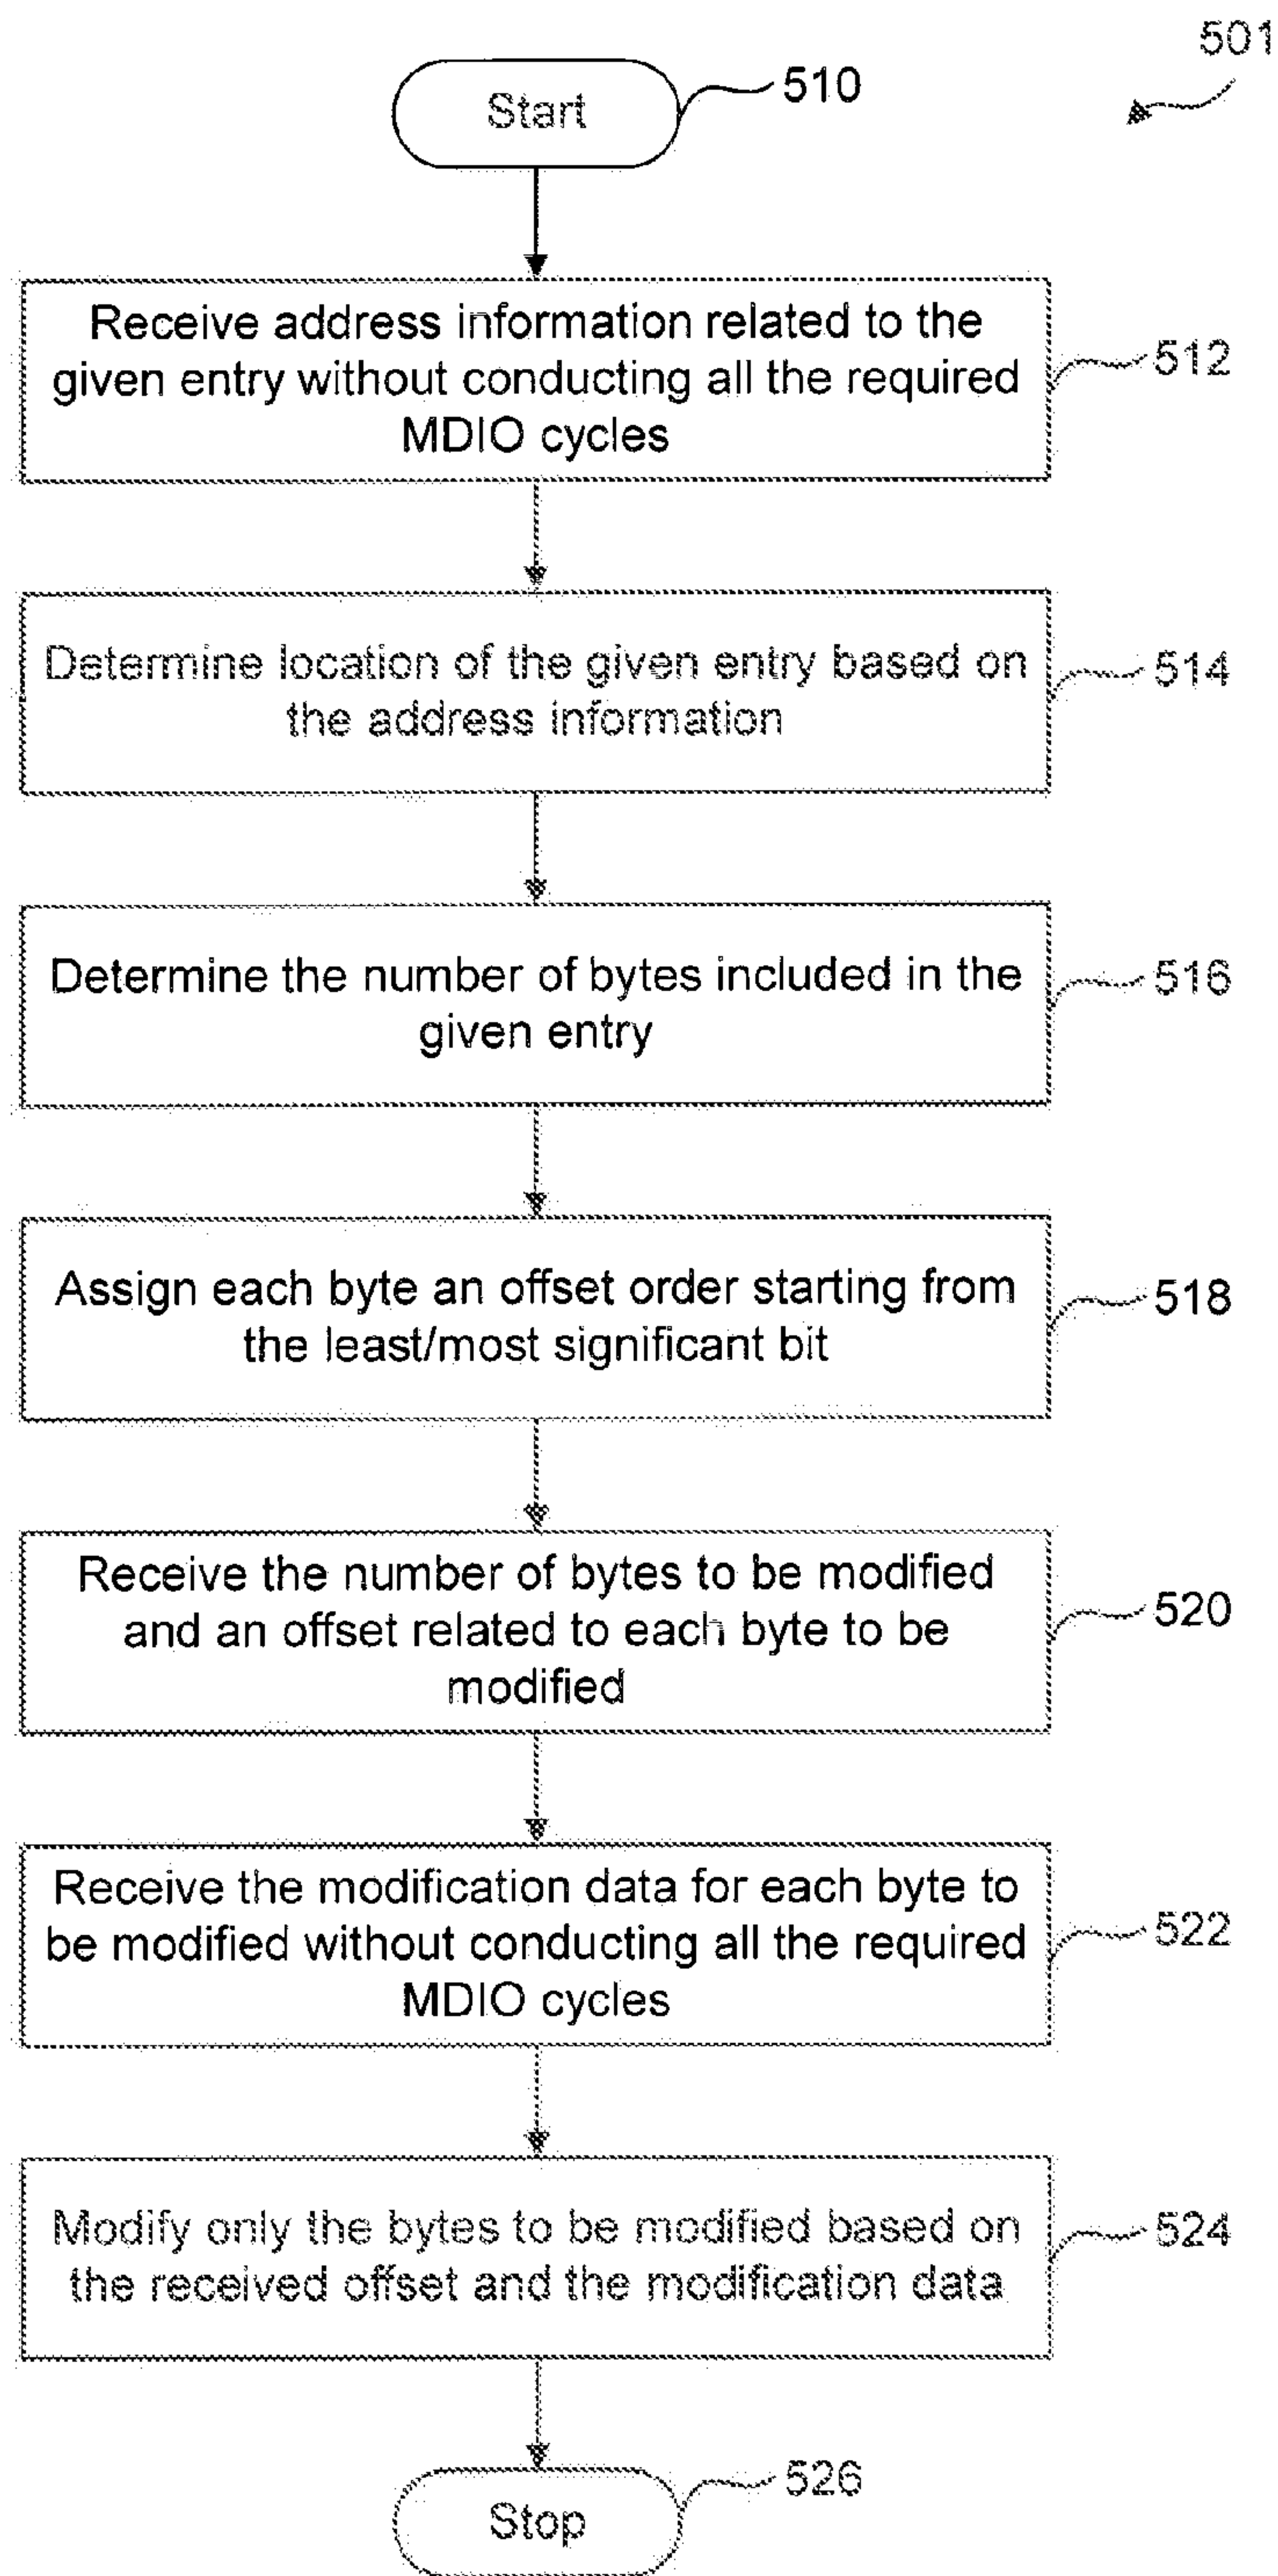 501
Start
510
Receive address information related to the
given entry without conducting all the required
MDIO cycles
512
Determine location of the given entry based on
the address information
514
Determine the number of bytes included in the
given entry
516
Assign each byte an offset order starting from
the least/most significant bit
518
Receive the number of bytes to be modified
and an offset related to each byte to be
modified
520
Receive the modification data for each byte to
be modified without conducting all the required
MDIO cycles
522
Modify only the bytes to be modified based on
the received offset and the modification data
524
Stop
526